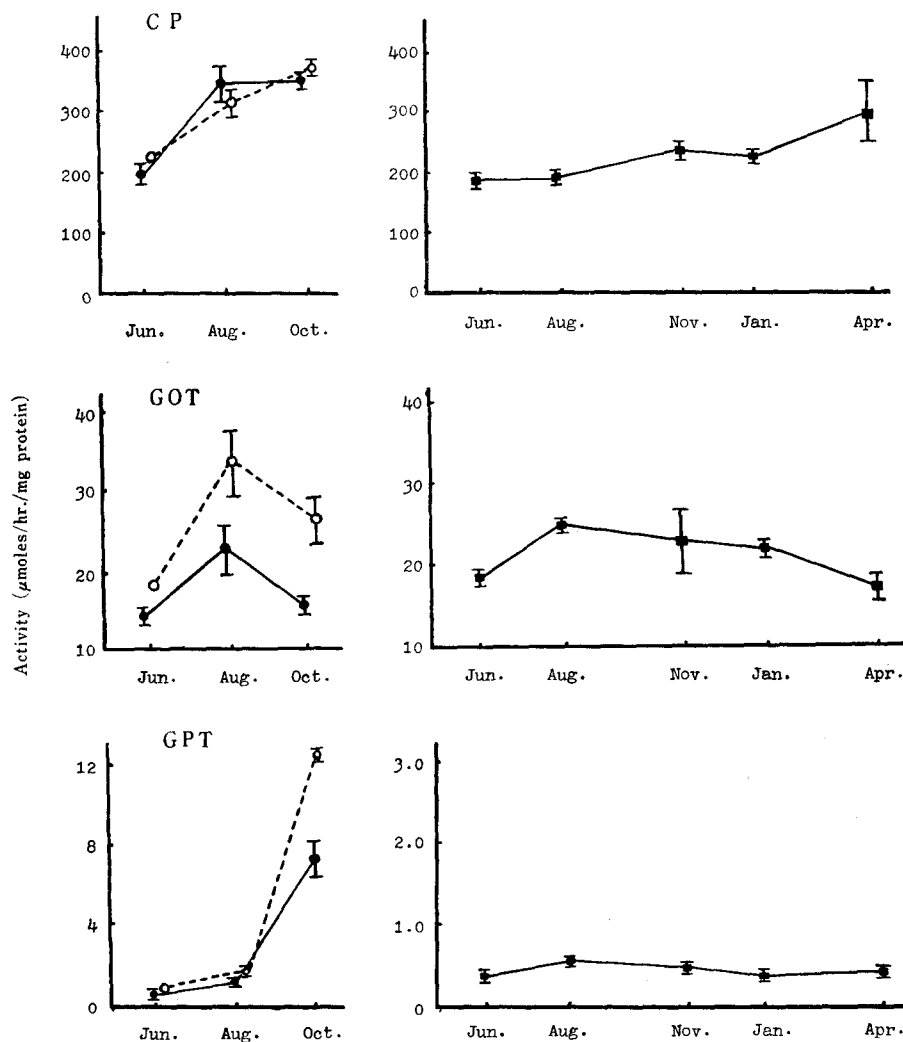 CP
400
300
200
100
0
Jun. Aug. Oct.
400
300
200
100
0
Jun. Aug. Nov. Jan. Apr.
Activity (μmoles/hr./mg protein)
GOT
40
30
20
10
Jun. Aug. Oct.
40
30
20
10
Jun. Aug. Nov. Jan. Apr.
GPT
12
8
4
0
Jun. Aug. Oct.
3.0
2.0
1.0
0
Jun. Aug. Nov. Jan. Apr.